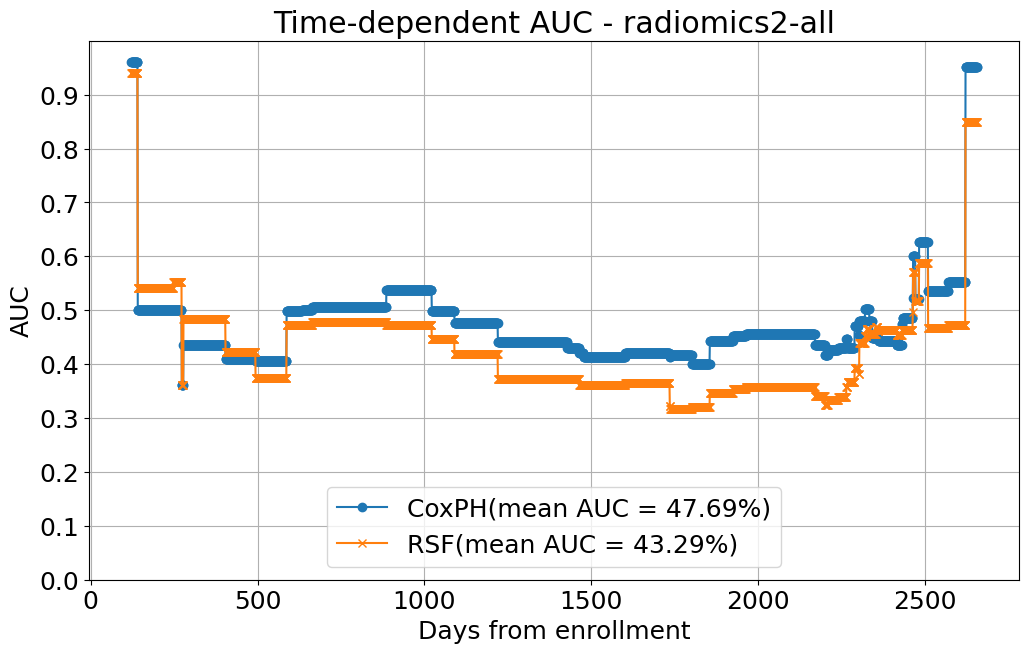 Time-dependent AUC - radiomics2-all
AUC
0.9
0.8
0.7
0.6
0.5
0.4
0.3
0.2
0.1
0.0
CoxPH(mean AUC = 47.69%)
RSF(mean AUC = 43.29%)
0 500 1000 1500 2000 2500
Days from enrollment